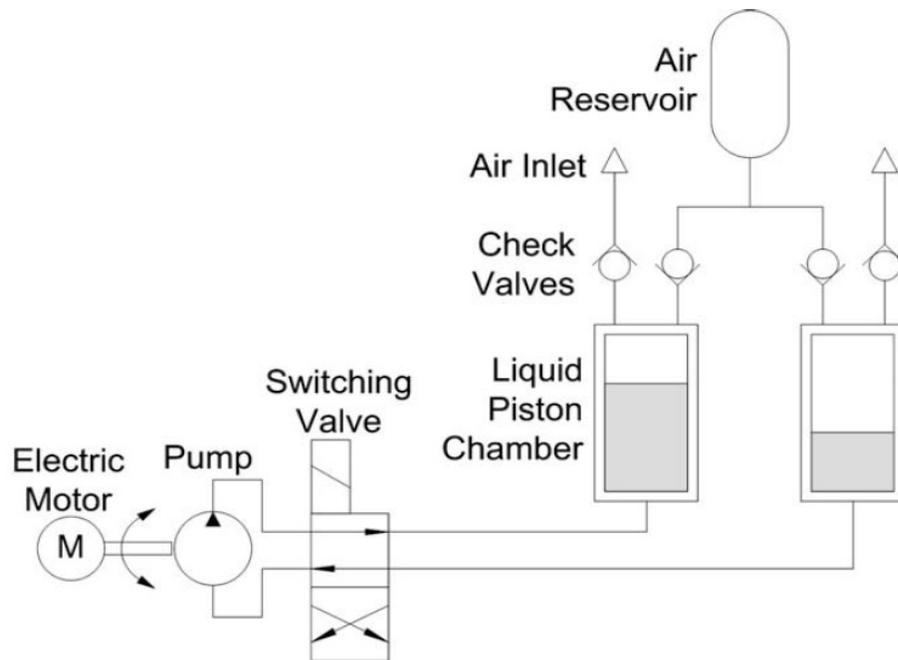 Air
Reservoir
Air Inlet
Check
Valves
Liquid
Piston
Chamber
Switching
Valve
Pump
Electric
Motor
M